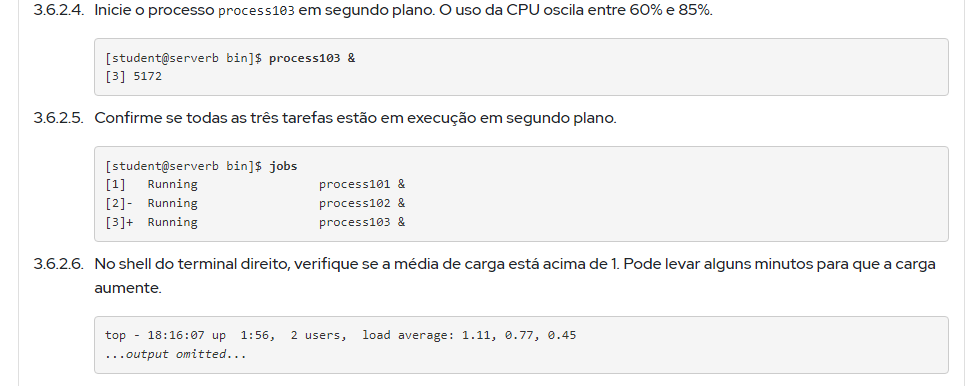 3.6.2.4. Inicie o processo process103 em segundo plano. O uso da CPU oscila entre 60% e 85%.
[student@serverb bin]$ process103 &
[3] 5172
3.6.2.5. Confirme se todas as três tarefas estão em execução em segundo plano.
[student@serverb bin]$ jobs
[1]   Running                 process101 &
[2]-  Running                 process102 &
[3]+  Running                 process103 &
3.6.2.6. No shell do terminal direito, verifique se a média de carga está acima de 1. Pode levar alguns minutos para que a carga
aumente.
top - 18:16:07 up  1:56,  2 users,  load average: 1.11, 0.77, 0.45
...output omitted...